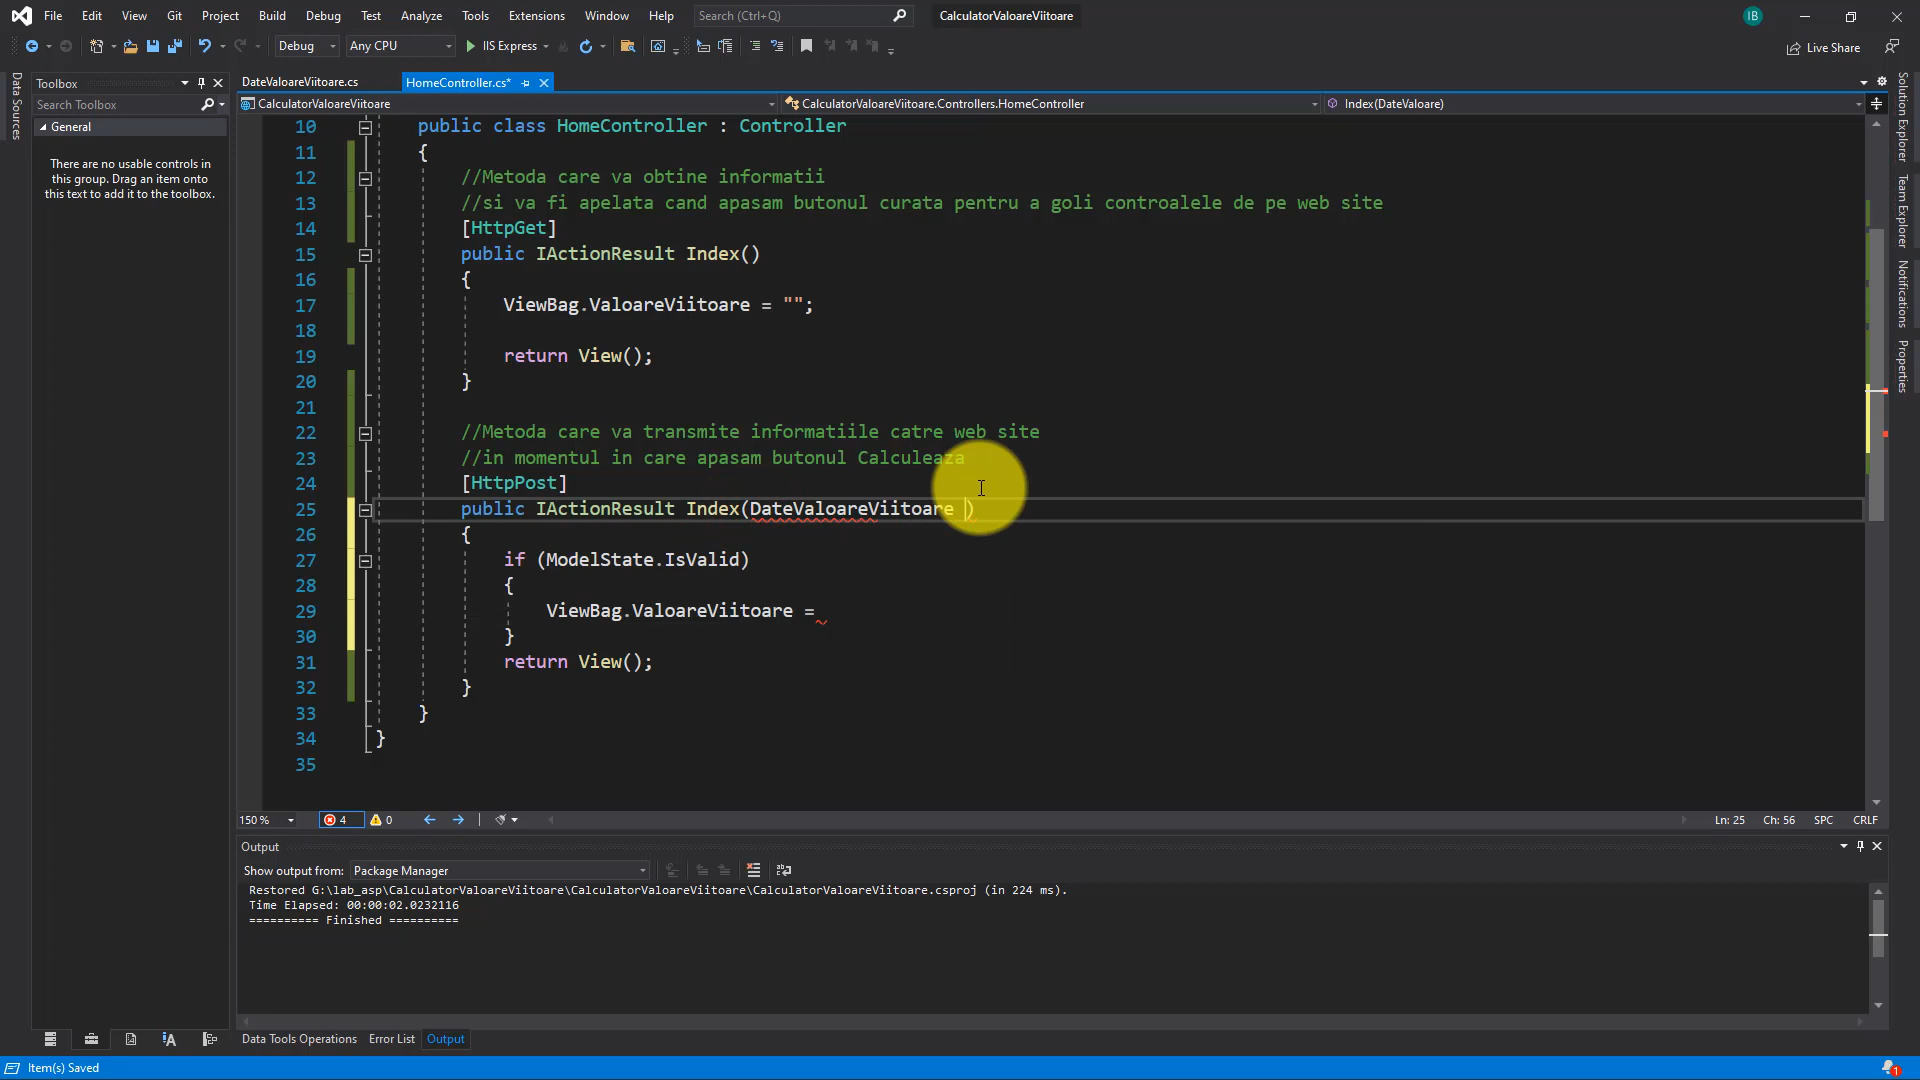 File Edit View Git Project Build Debug Test Analyze Tools Extensions Window Help Search (Ctrl+Q) CalculatorValoareViitoare IB
Debug Any CPU IIS Express Live Share
Data Sources
Toolbox
Search Toolbox
General
There are no usable controls in
this group. Drag an item onto
this text to add it to the toolbox.
DateValoareViitoare.cs HomeController.cs*
CalculatorValoareViitoare CalculatorValoareViitoare.Controllers.HomeController Index(DateValoare)
10 public class HomeController : Controller
11 {
12 //Metoda care va obtine informatii
13 //si va fi apelata cand apasam butonul curata pentru a goli controalele de pe web site
14 [HttpGet]
15 public IActionResult Index()
16 {
17 ViewBag.ValoareViitoare = "";
18
19 return View();
20 }
21
22 //Metoda care va transmite informatiile catre web site
23 //in momentul in care apasam butonul Calculeaza
24 [HttpPost]
25 public IActionResult Index(DateValoareViitoare )
26 {
27 if (ModelState.IsValid)
28 {
29 ViewBag.ValoareViitoare =
30 }
31 return View();
32 }
33 }
34 }
35
150 % 4 0 Ln: 25 Ch: 56 SPC CRLF
Output
Show output from: Package Manager
Restored G:\lab_asp\CalculatorValoareViitoare\CalculatorValoareViitoare\CalculatorValoareViitoare.csproj (in 224 ms).
Time Elapsed: 00:00:02.0232116
========== Finished ==========
Data Tools Operations Error List Output
Item(s) Saved 1
Solution Explorer
Team Explorer
Notifications
Properties